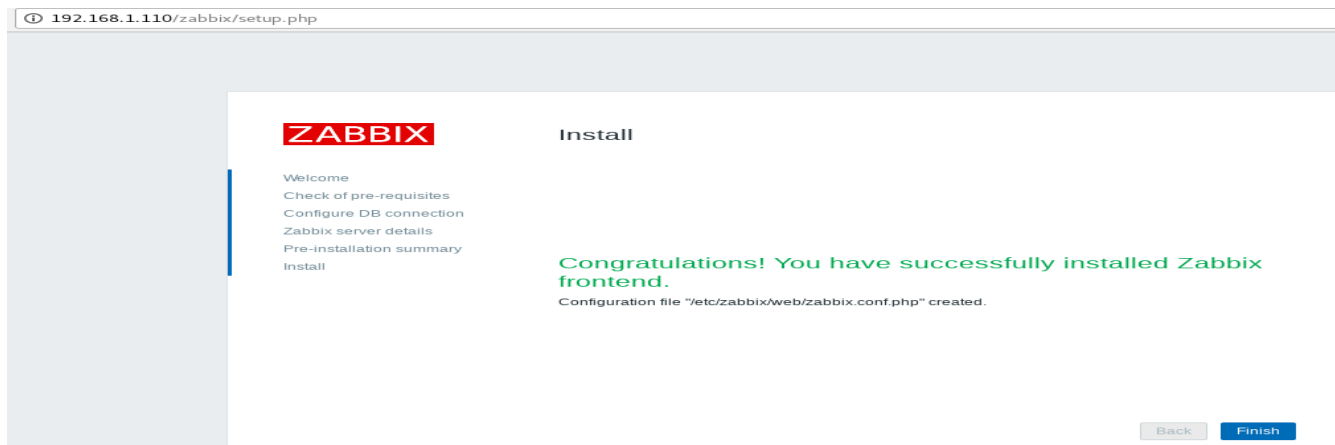 192.168.1.110/zabbix/setup.php
ZABBIX
Install
Welcome
Check of pre-requisites
Configure DB connection
Zabbix server details
Pre-installation summary
Install
Congratulations! You have successfully installed Zabbix
frontend.
Configuration file "/etc/zabbix/web/zabbix.conf.php" created.
Back
Finish